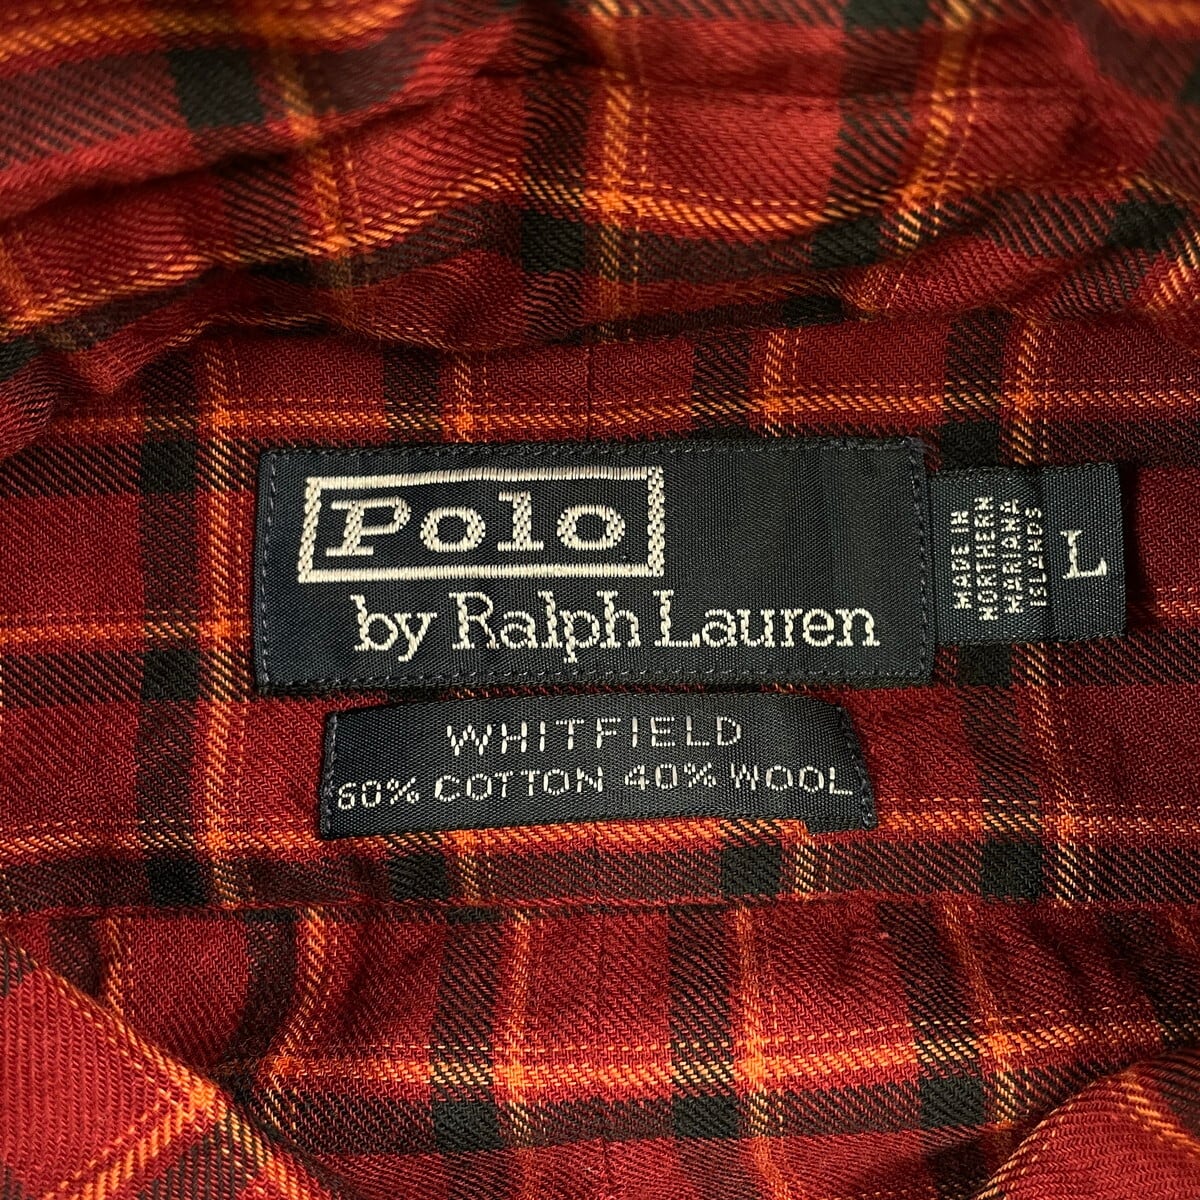 Polo
by Ralph Lauren
MADE IN
NORTHERN
MARIANA
ISLANDS
L
WHITFIELD
60% COTTON 40% WOOL